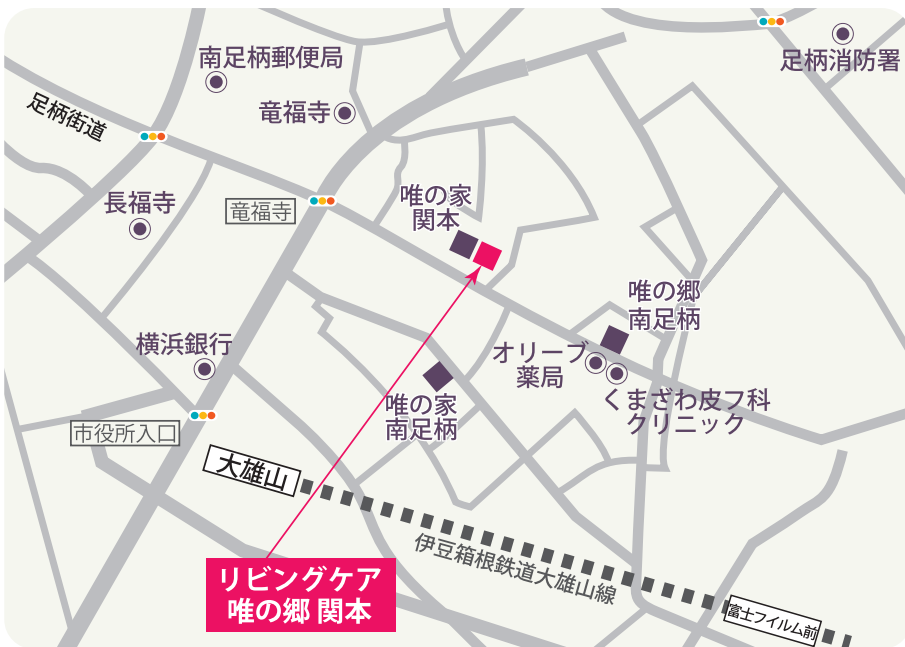 足柄消防署
南足柄郵便局
竜福寺
足柄街道
長福寺
竜福寺
唯の家
関本
唯の郷
南足柄
横浜銀行
オリーブ
薬局
くまざわ皮フ科
クリニック
唯の家
南足柄
市役所入口
大雄山
伊豆箱根鉄道大雄山線
リビングケア
唯の郷 関本
富士フイルム前